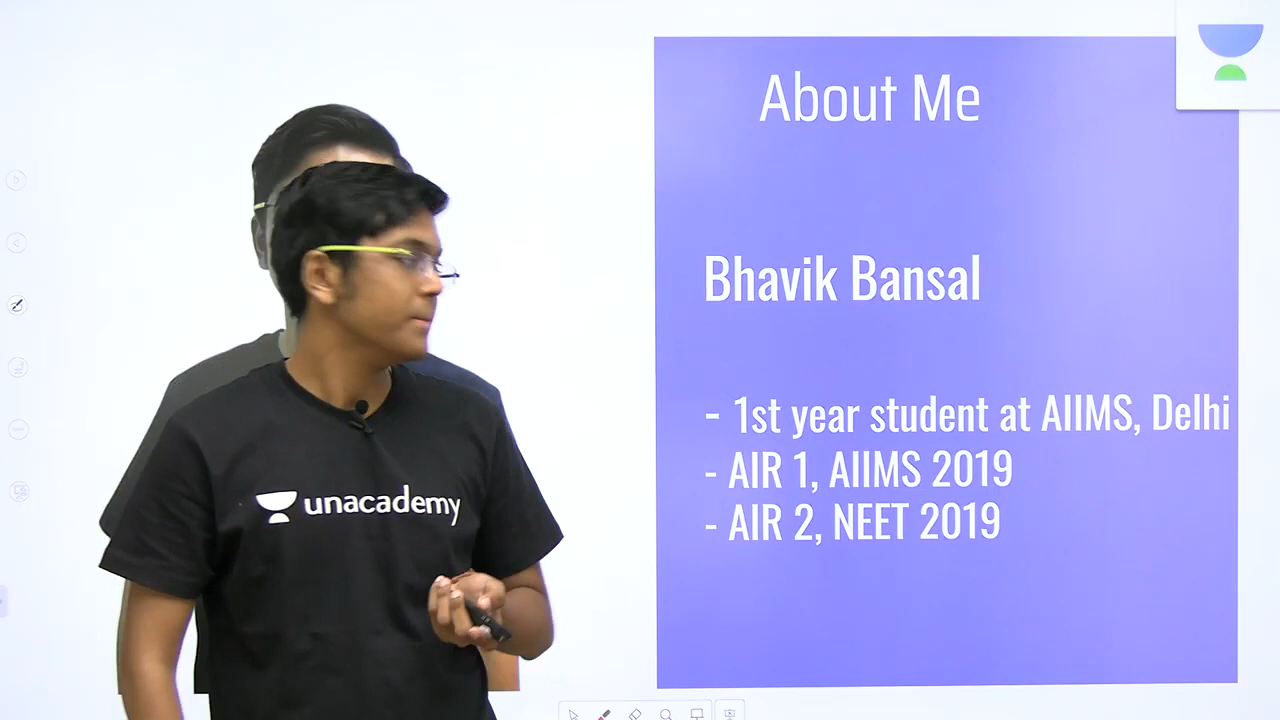 About Me
Bhavik Bansal
- 1st year student at AIIMS, Delhi
- AIR 1, AIIMS 2019
- AIR 2, NEET 2019
unacademy